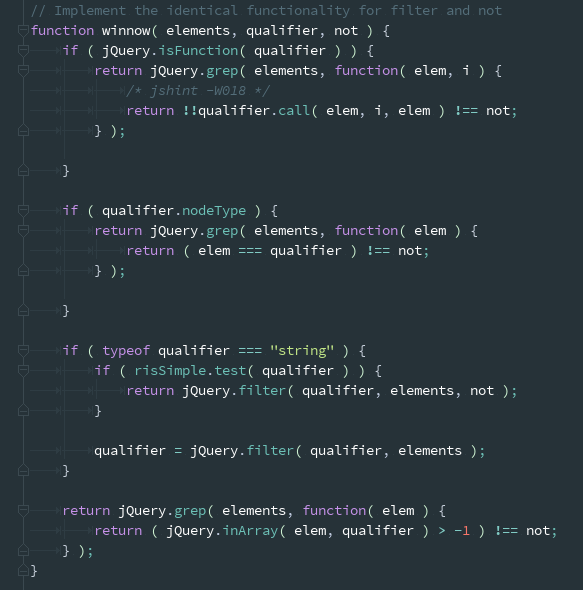 // Implement the identical functionality for filter and not
function winnow( elements, qualifier, not ) {
if ( jQuery.isFunction( qualifier ) ) {
return jQuery.grep( elements, function( elem, i ) {
/* jshint -W018 */
return !!qualifier.call( elem, i, elem ) !== not;
} );
}
if ( qualifier.nodeType ) {
return jQuery.grep( elements, function( elem ) {
return ( elem === qualifier ) !== not;
} );
}
if ( typeof qualifier === "string" ) {
if ( risSimple.test( qualifier ) ) {
return jQuery.filter( qualifier, elements, not );
}
qualifier = jQuery.filter( qualifier, elements );
}
return jQuery.grep( elements, function( elem ) {
return ( jQuery.inArray( elem, qualifier ) > -1 ) !== not;
} );
}